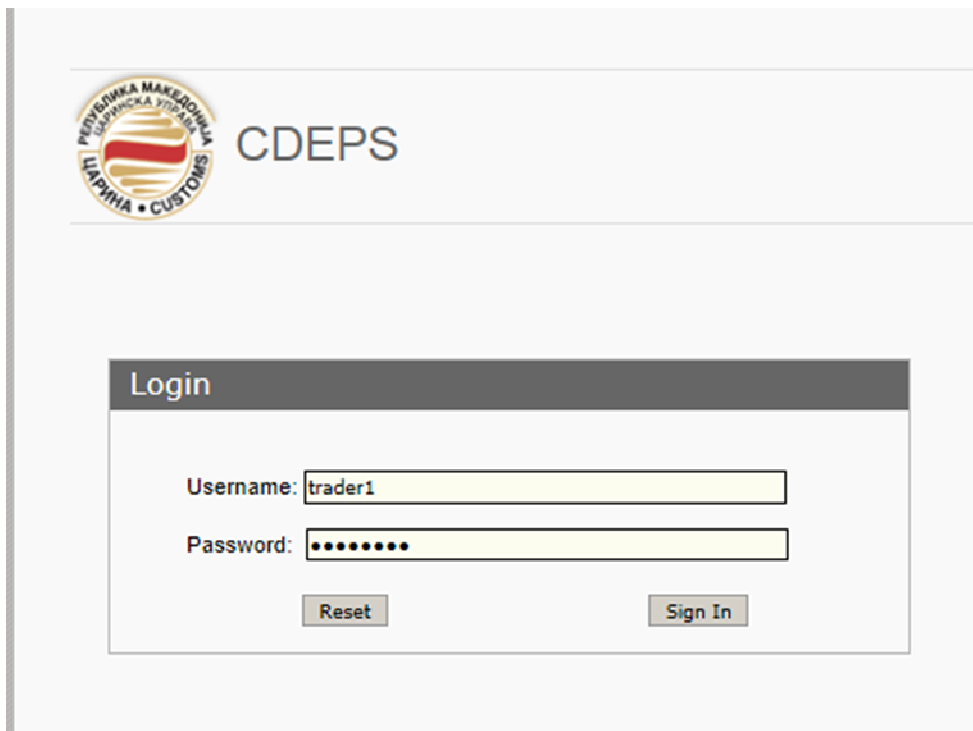 РЕПУБЛИКА МАКЕДОНИЈА
ЦАРИНСКА УПРАВА
ЦАРИНА • CUSTOMS
CDEPS
Login
Username: trader1
Password: ••••••••
Reset Sign In